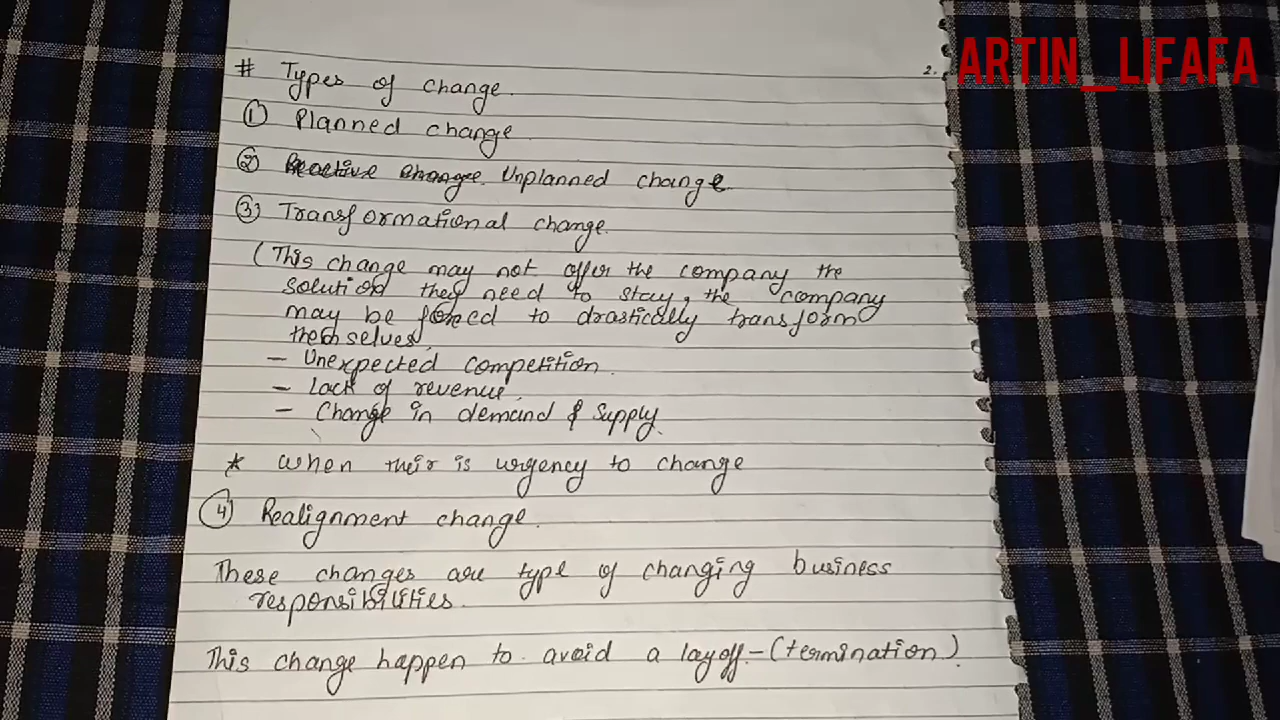 2.
ARTIN_LIFAFA
# Types of change.
① Planned change
② Reactive change. Unplanned change
③ Transformational change.
(This change may not offer the company the
solution they need to stay, the company
may be forced to drastically transform
themselves.
- Unexpected competition.
- Lack of revenue.
- Change in demand & supply.
* When their is urgency to change
④ Realignment change.
These changes are type of changing business
responsibilities.
This change happen to avoid a layoff-(termination).